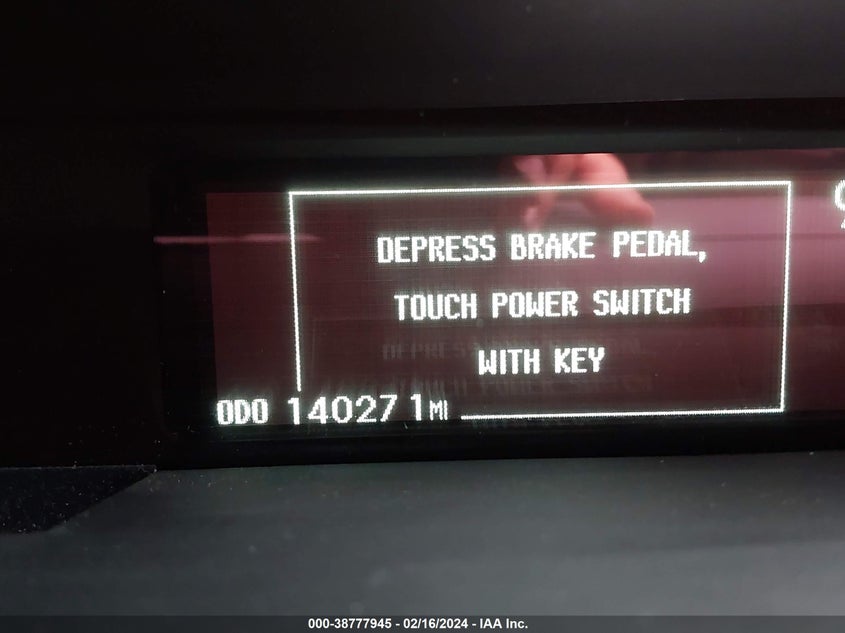 DEPRESS BRAKE PEDAL,
TOUCH POWER SWITCH
WITH KEY
ODO 140271 MI
000-38777945 - 02/16/2024 - IAA Inc.